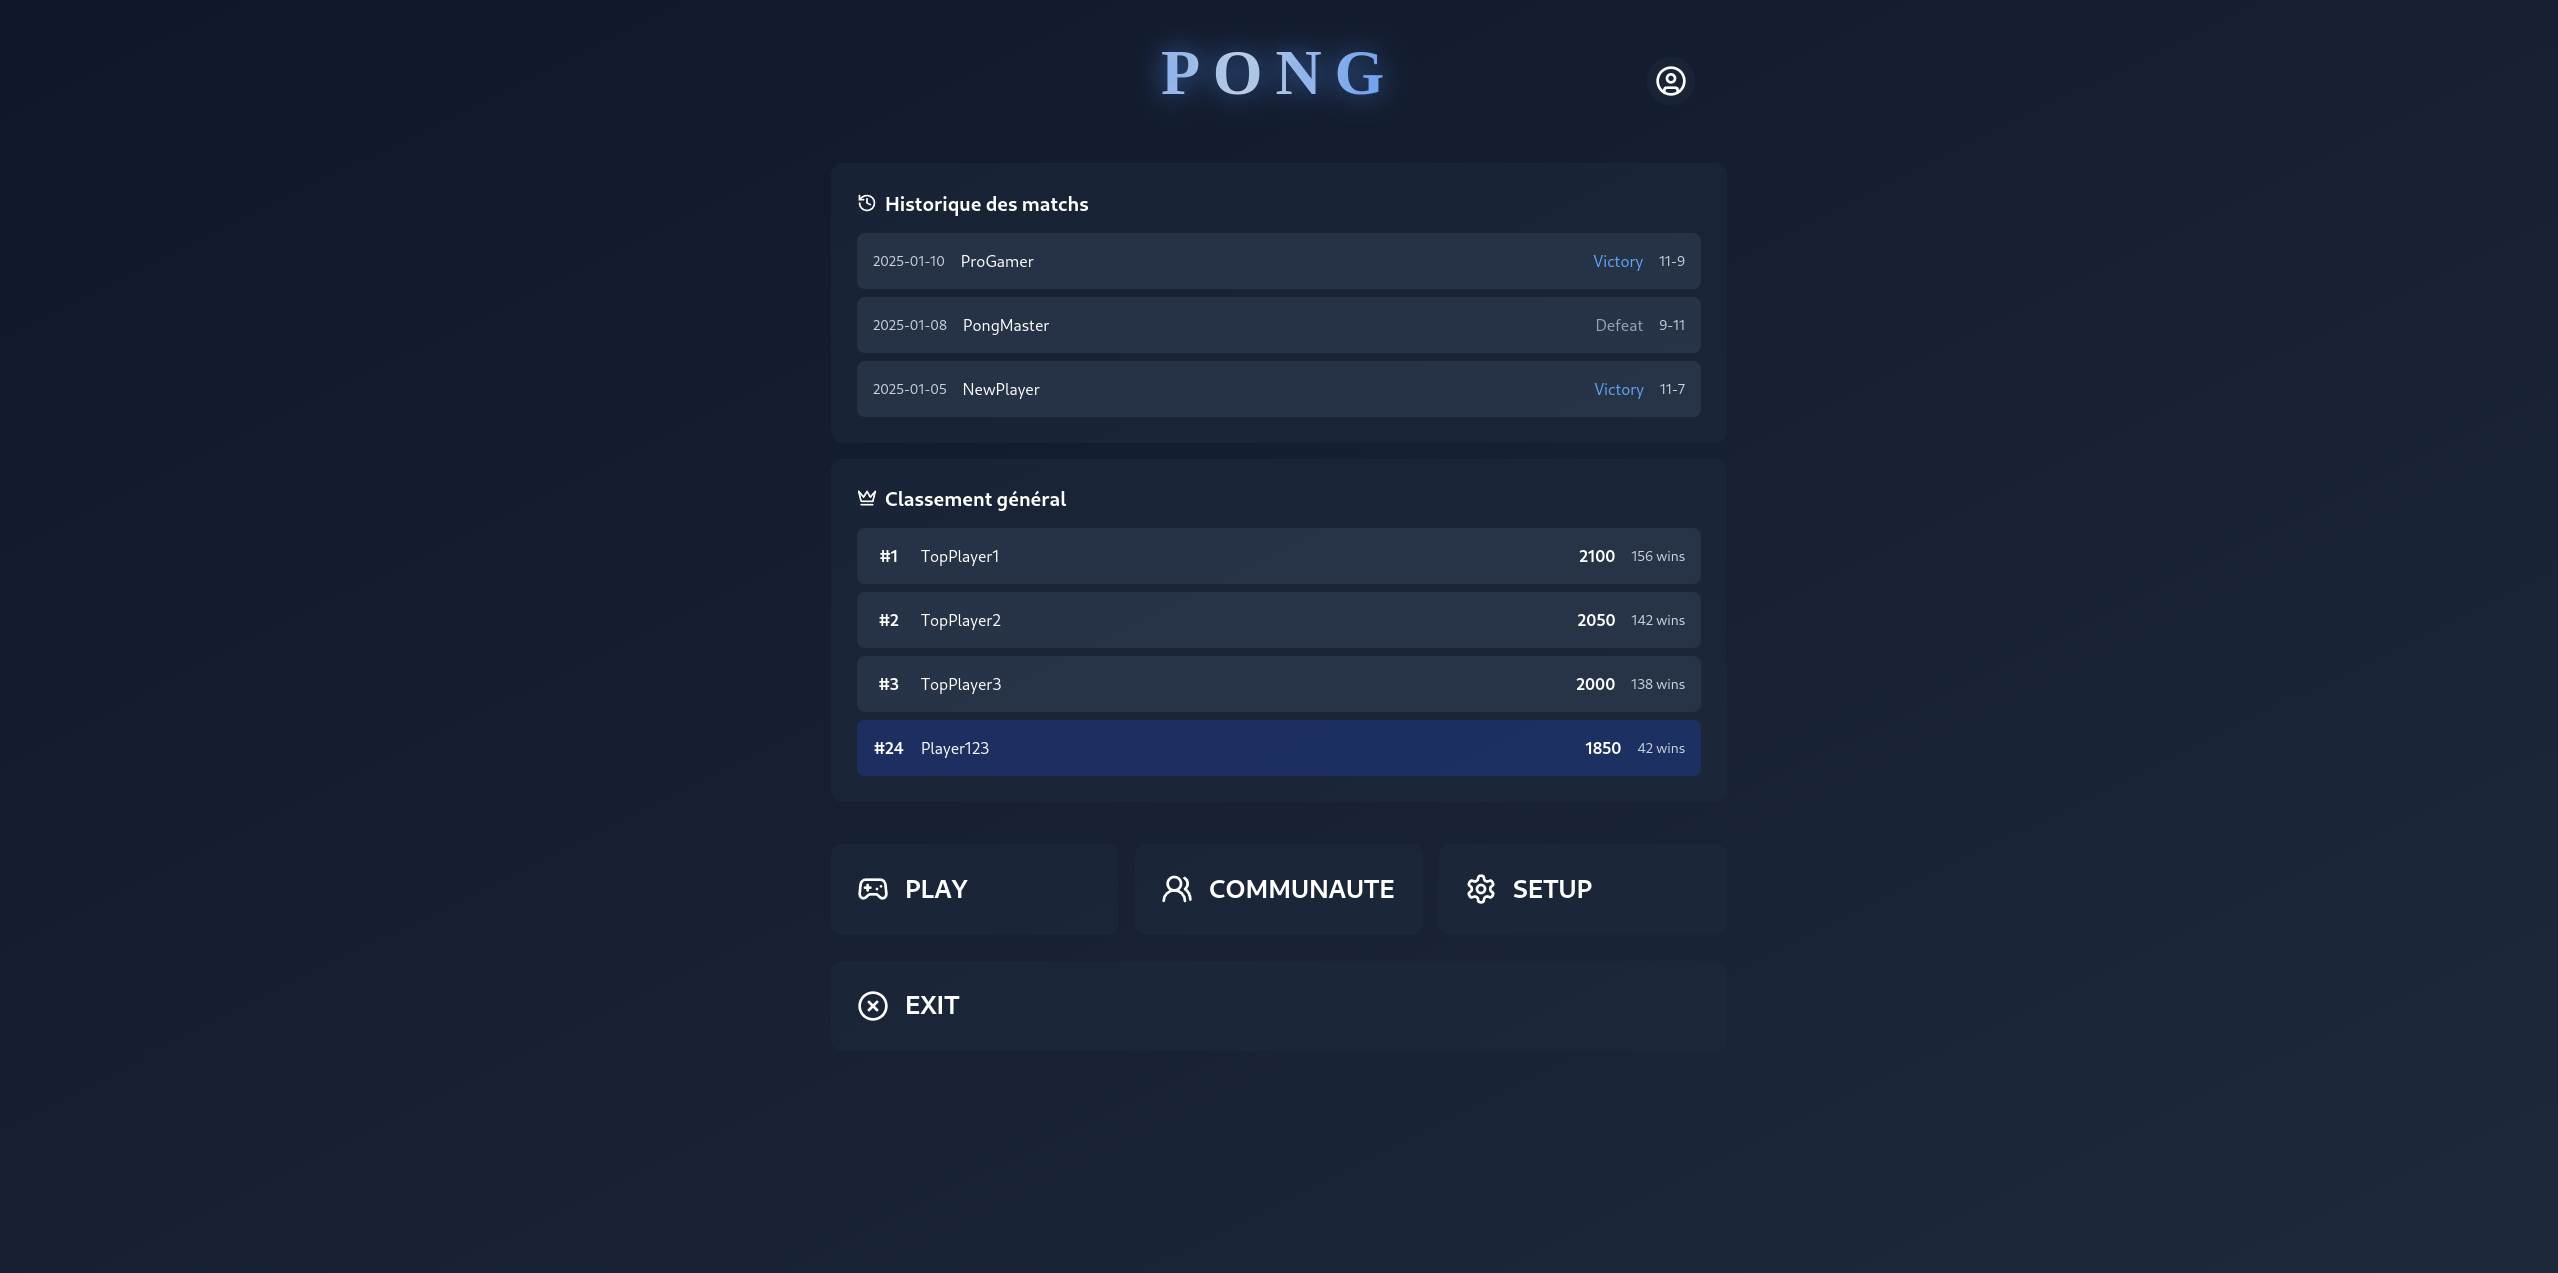 PONG
Historique des matchs
2025-01-10 ProGamer Victory 11-9
2025-01-08 PongMaster Defeat 9-11
2025-01-05 NewPlayer Victory 11-7
Classement général
#1 TopPlayer1 2100 156 wins
#2 TopPlayer2 2050 142 wins
#3 TopPlayer3 2000 138 wins
#24 Player123 1850 42 wins
PLAY
COMMUNAUTE
SETUP
EXIT